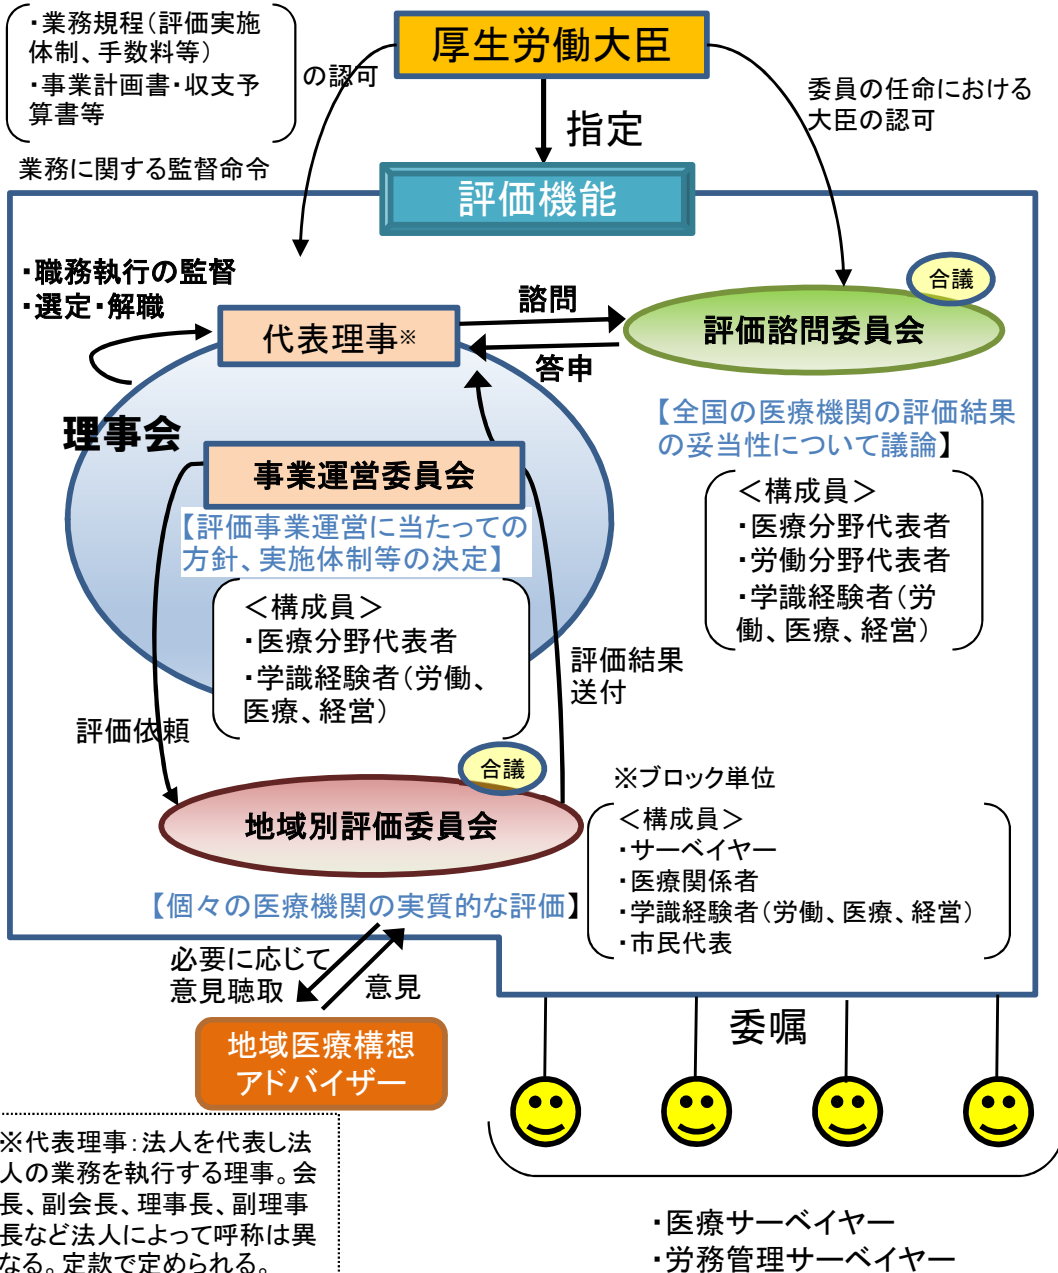 ・業務規程(評価実施
体制、手数料等)
・事業計画書・収支予
算書等
の認可
業務に関する監督命令
厚生労働大臣
指定
委員の任命における
大臣の認可
評価機能
・職務執行の監督
・選定・解職
代表理事※
諮問
答申
合議
評価諮問委員会
【全国の医療機関の評価結果
の妥当性について議論】
<構成員>
・医療分野代表者
・労働分野代表者
・学識経験者(労
働、医療、経営)
理事会
事業運営委員会
【評価事業運営に当たっての
方針、実施体制等の決定】
<構成員>
・医療分野代表者
・学識経験者(労働、
医療、経営)
評価依頼
評価結果
送付
合議
地域別評価委員会
【個々の医療機関の実質的な評価】
※ブロック単位
<構成員>
・サーベイヤー
・医療関係者
・学識経験者(労働、医療、経営)
・市民代表
必要に応じて
意見聴取
意見
地域医療構想
アドバイザー
委嘱
※代表理事:法人を代表し法
人の業務を執行する理事。会
長、副会長、理事長、副理事
長など法人によって呼称は異
なる。定款で定められる。
・医療サーベイヤー
・労務管理サーベイヤー